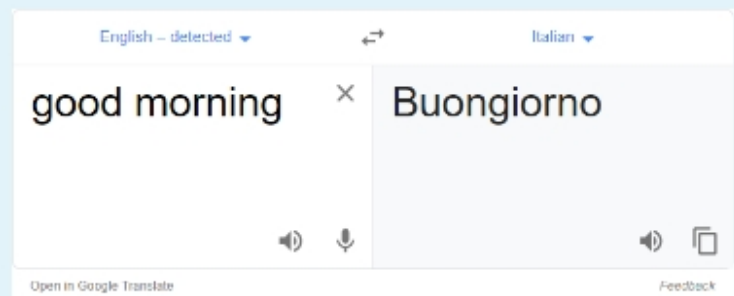 English – detected Italian
good morning Buongiorno
Open in Google Translate Feedback